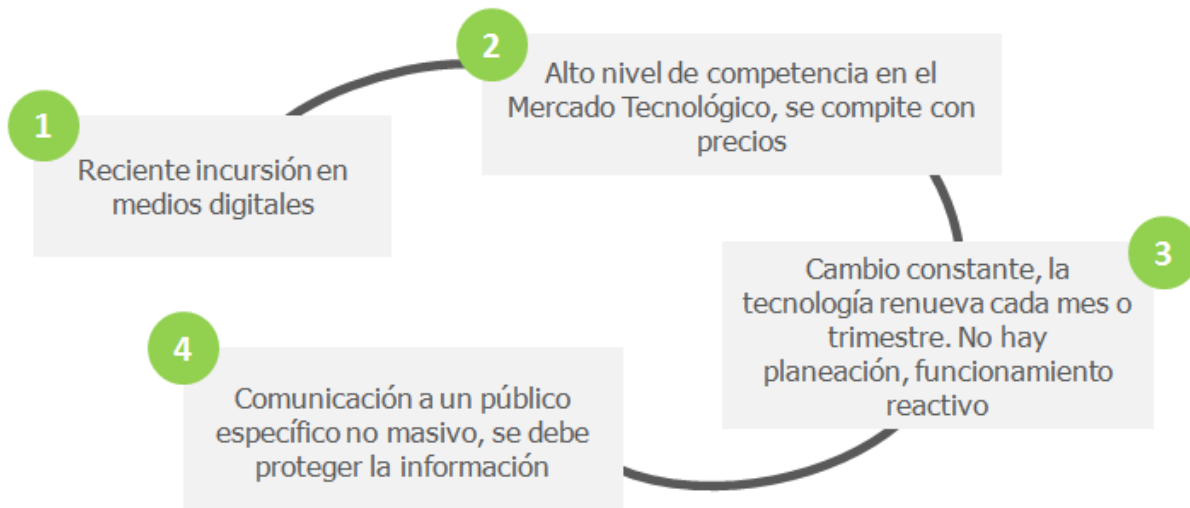 1
Reciente incursión en
medios digitales
2
Alto nivel de competencia en el
Mercado Tecnológico, se compite con
precios
3
Cambio constante, la
tecnología renueva cada mes o
trimestre. No hay
planeación, funcionamiento
reactivo
4
Comunicación a un público
específico no masivo, se debe
proteger la información